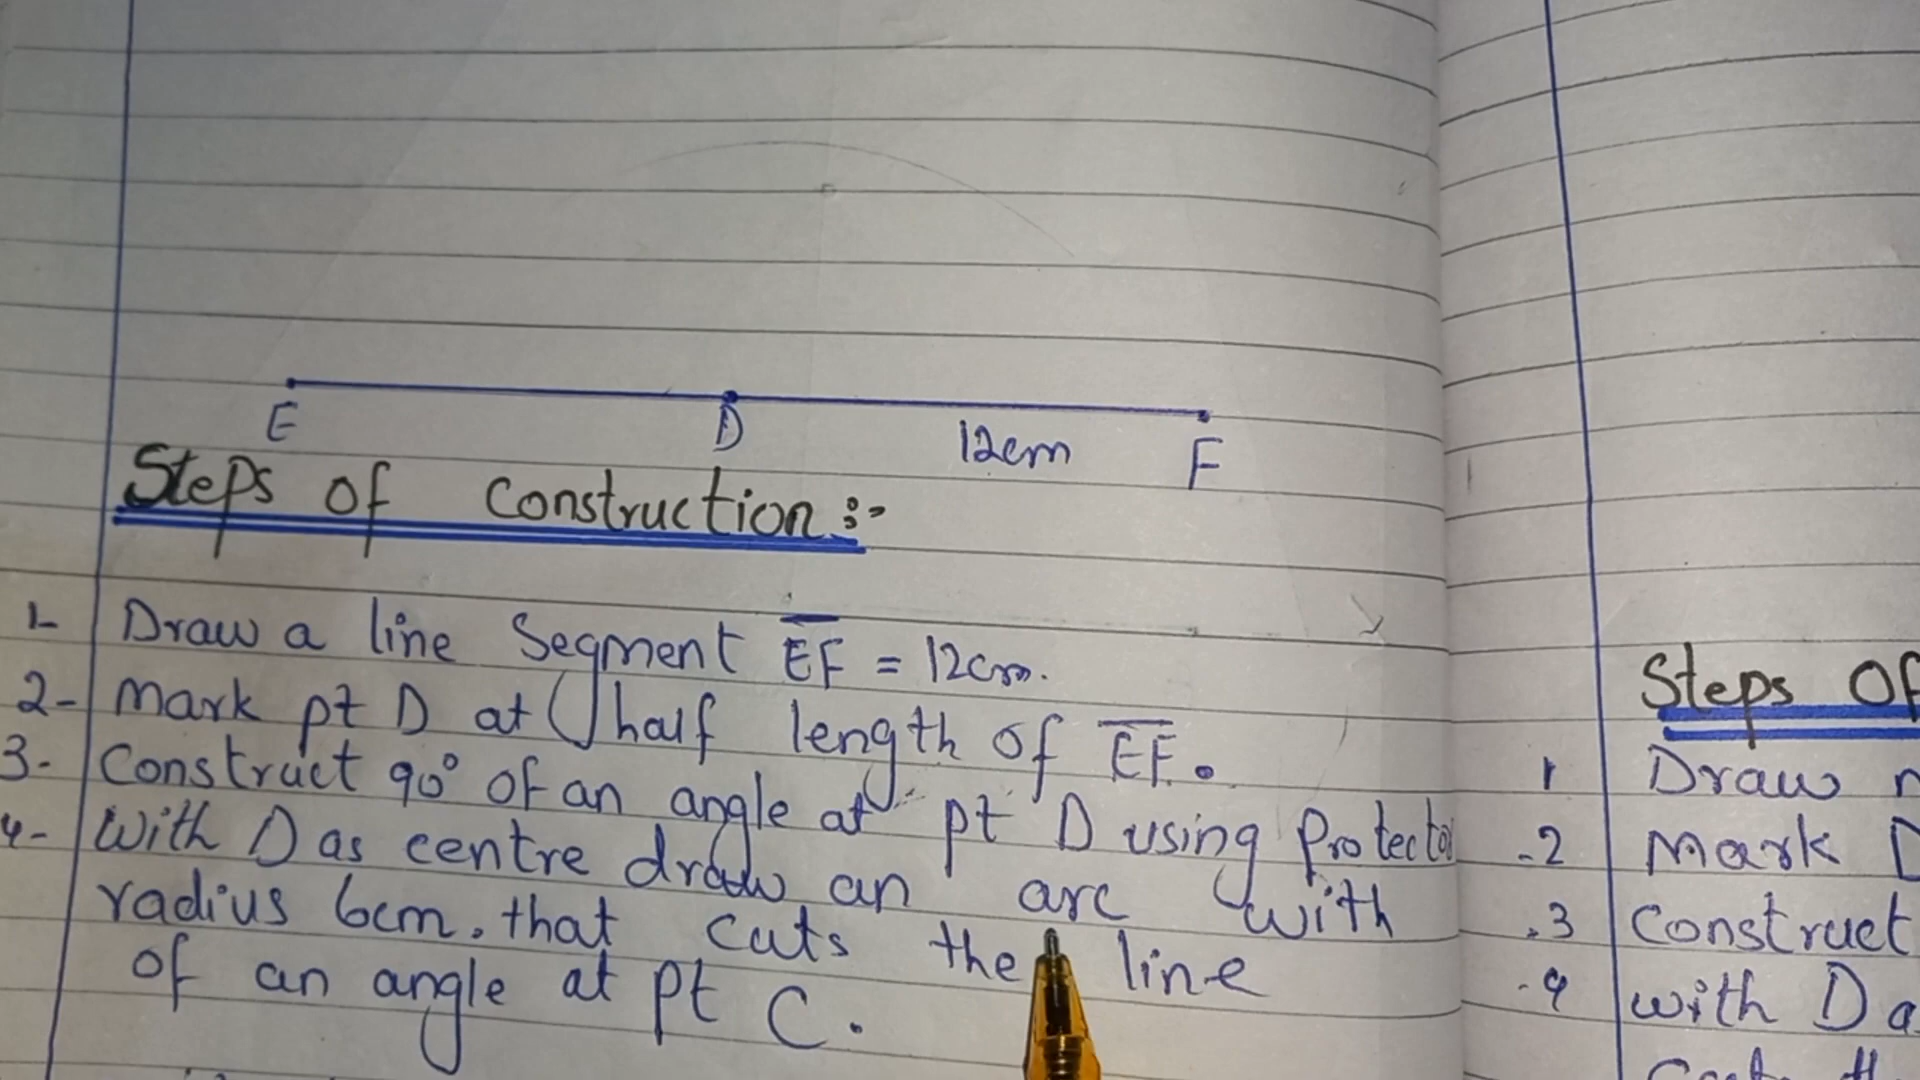 E D 12cm F
Steps of Construction:-
1- Draw a line Segment EF = 12cm.
2- Mark pt D at half length of EF.
3- Construct 90° of an angle at pt D using Protecto
4- With D as centre draw an arc with
radius 6cm. that cuts the line
of an angle at pt C.
Steps Of
1 Draw
2 Mark D
3 Construct
4 with D a